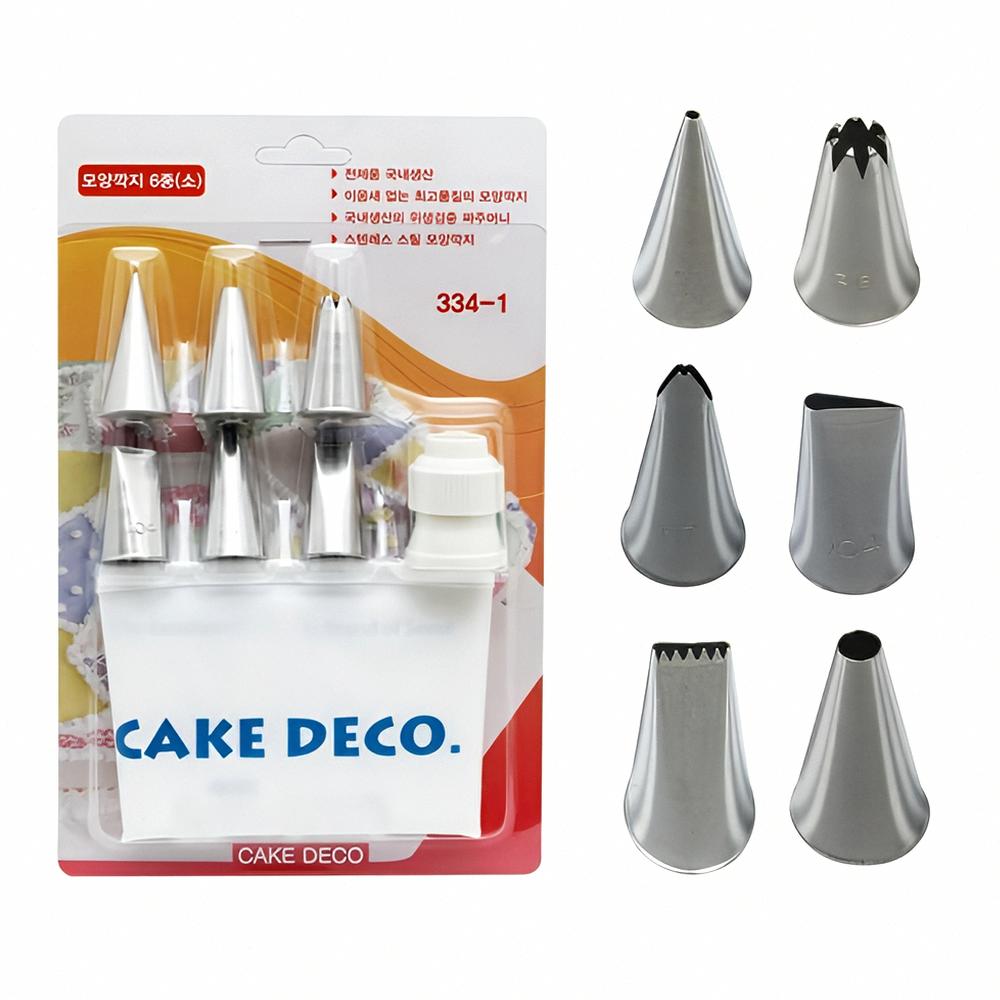 모양깍지 6종(소)
전제품 국내생산
이음새 없는 최고품질의 모양깍지
국내생산의 위생검증 짜주머니
스텐레스 스틸 모양깍지
334-1
CAKE DECO.
CAKE DECO
104
104